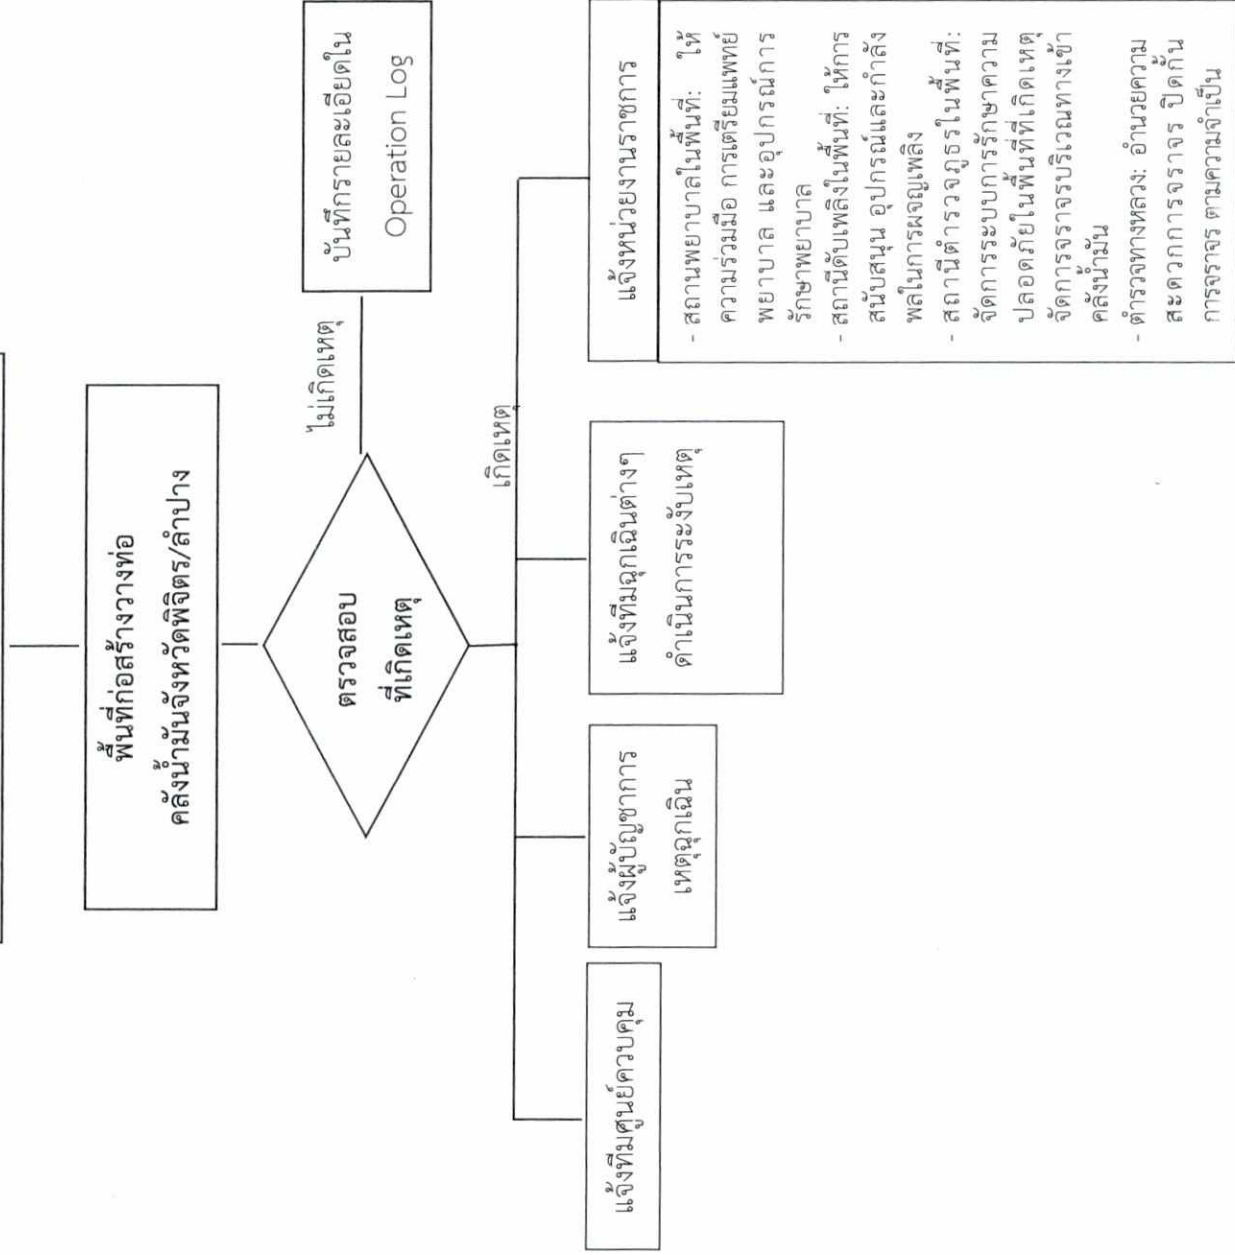 พื้นที่ก่อสร้างวางท่อ
คลังน้ำมันจังหวัดพิจิตร/ลำปาง
ตรวจสอบ
ที่เกิดเหตุ
ไม่เกิดเหตุ
บันทึกรายละเอียดใน
Operation Log
เกิดเหตุ
แจ้งทีมศูนย์ควบคุม
แจ้งผู้บัญชาการ
เหตุฉุกเฉิน
แจ้งทีมฉุกเฉินต่างๆ
ดำเนินการระงับเหตุ
แจ้งหน่วยงานราชการ
- สถานพยาบาลในพื้นที่: ให้
ความร่วมมือ การเตรียมแพทย์
พยาบาล และอุปกรณ์การ
รักษาพยาบาล
- สถานีดับเพลิงในพื้นที่: ให้การ
สนับสนุน อุปกรณ์และกำลัง
พลในการผจญเพลิง
- สถานีตำรวจภูธรในพื้นที่:
จัดการระบบการรักษาความ
ปลอดภัยในพื้นที่ที่เกิดเหตุ
จัดการจราจรบริเวณทางเข้า
คลังน้ำมัน
- ตำรวจทางหลวง: อำนวยความ
สะดวกการจราจร ปิดกั้น
การจราจร ตามความจำเป็น